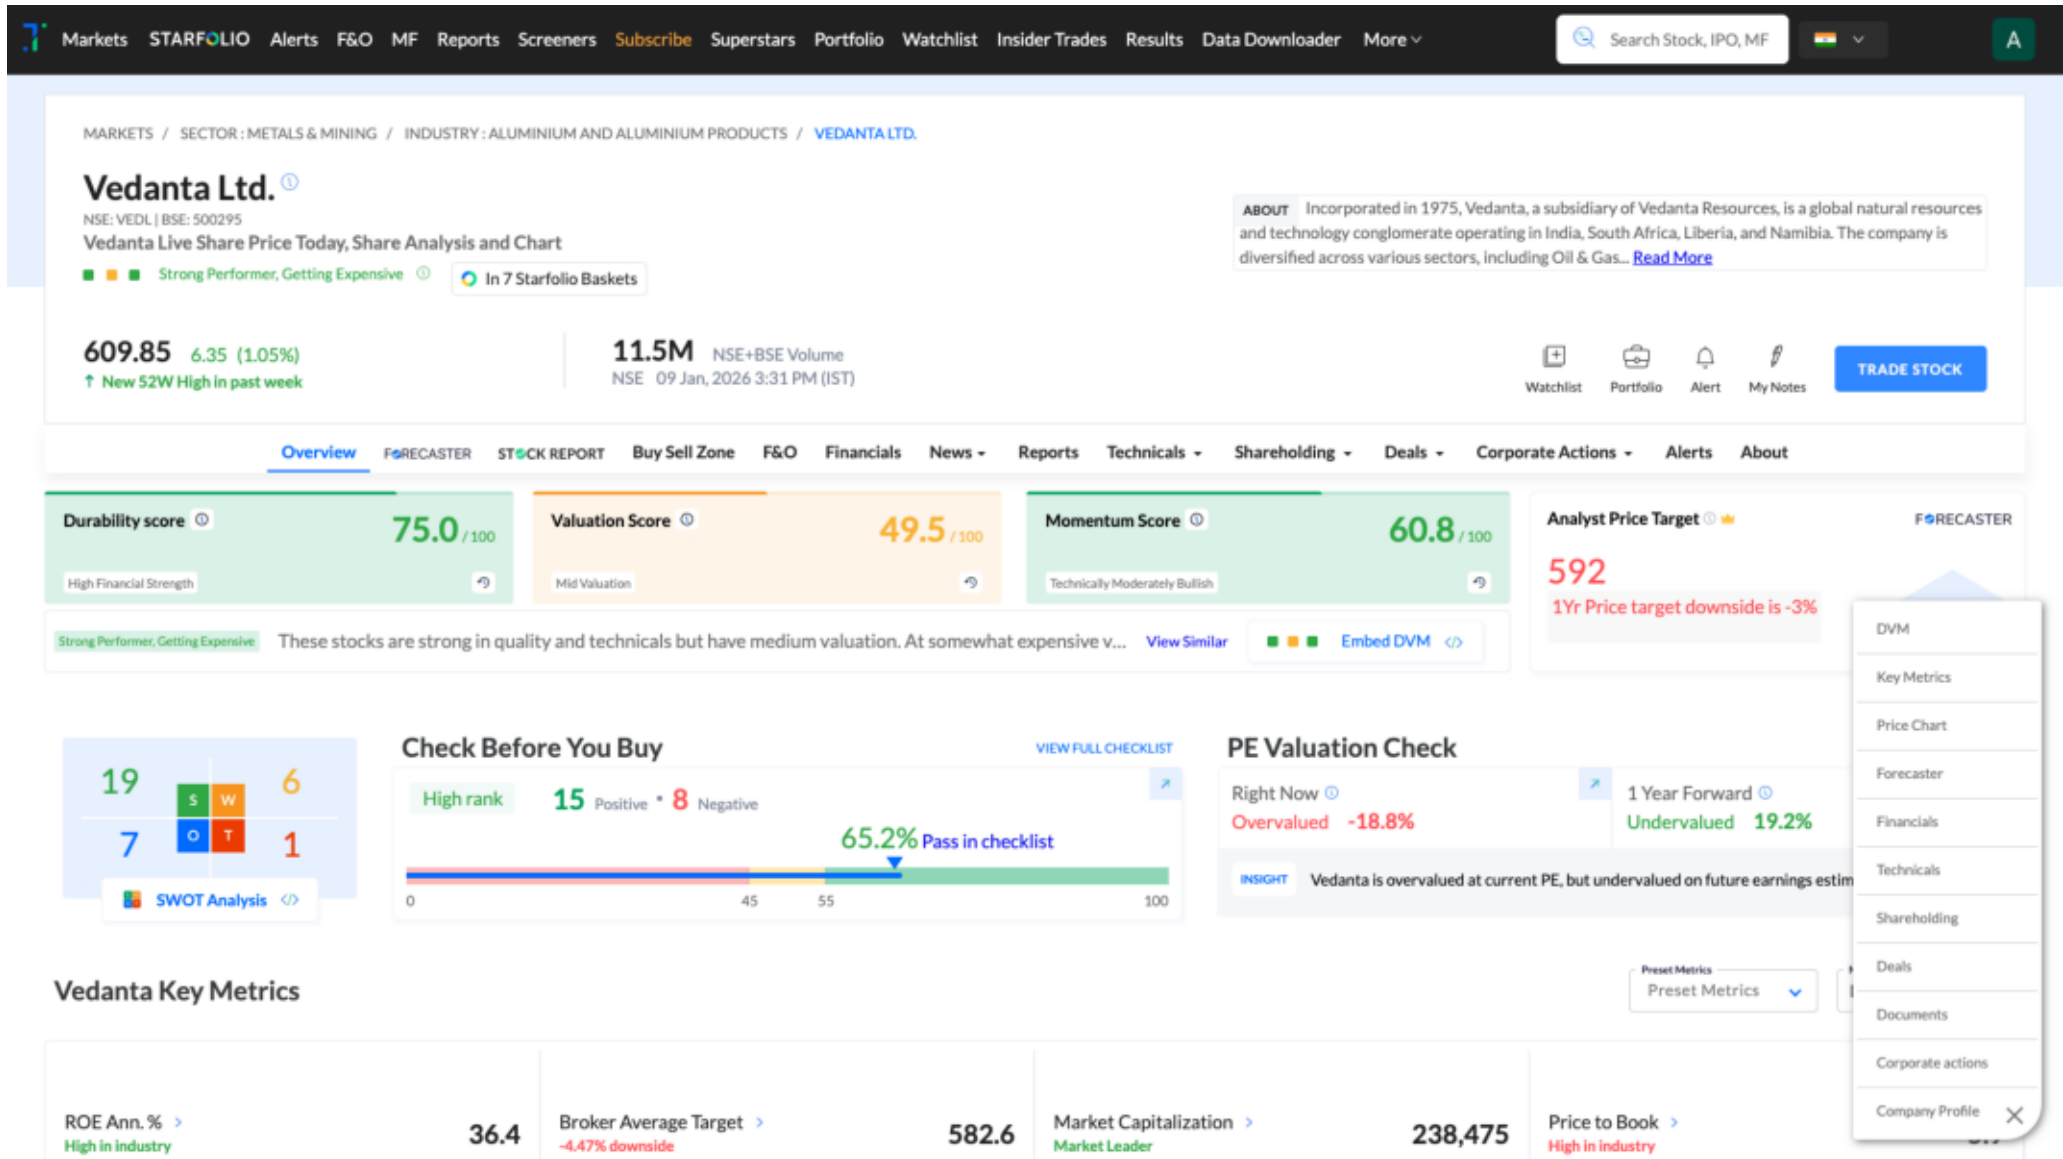 Markets STARFOLIO Alerts F&O MF Reports Screeners Subscribe Superstars Portfolio Watchlist Insider Trades Results Data Downloader More Search Stock, IPO, MF A
MARKETS / SECTOR : METALS & MINING / INDUSTRY : ALUMINIUM AND ALUMINIUM PRODUCTS / VEDANTA LTD.
Vedanta Ltd.
NSE: VEDL | BSE: 500295
Vedanta Live Share Price Today, Share Analysis and Chart
Strong Performer, Getting Expensive In 7 Starfolio Baskets
ABOUT Incorporated in 1975, Vedanta, a subsidiary of Vedanta Resources, is a global natural resources
and technology conglomerate operating in India, South Africa, Liberia, and Namibia. The company is
diversified across various sectors, including Oil & Gas... Read More
609.85 6.35 (1.05%)
New 52W High in past week
11.5M NSE+BSE Volume
NSE 09 Jan, 2026 3:31 PM (IST)
Watchlist Portfolio Alert My Notes TRADE STOCK
Overview FORECASTER STOCK REPORT Buy Sell Zone F&O Financials News Reports Technicals Shareholding Deals Corporate Actions Alerts About
Durability score 75.0 / 100
High Financial Strength
Valuation Score 49.5 / 100
Mid Valuation
Momentum Score 60.8 / 100
Technically Moderately Bullish
Analyst Price Target FORECASTER
592
1Yr Price target downside is -3%
Strong Performer, Getting Expensive These stocks are strong in quality and technicals but have medium valuation. At somewhat expensive v... View Similar Embed DVM </>
19 6
S W
O T
7 1
SWOT Analysis </>
Check Before You Buy VIEW FULL CHECKLIST
High rank 15 Positive • 8 Negative
65.2% Pass in checklist
0 45 55 100
PE Valuation Check
Right Now
Overvalued -18.8%
1 Year Forward
Undervalued 19.2%
INSIGHT Vedanta is overvalued at current PE, but undervalued on future earnings estim
Vedanta Key Metrics
Preset Metrics
Preset Metrics
ROE Ann. % 36.4
High in industry
Broker Average Target 582.6
-4.47% downside
Market Capitalization 238,475
Market Leader
Price to Book
High in industry
DVM
Key Metrics
Price Chart
Forecaster
Financials
Technicals
Shareholding
Deals
Documents
Corporate actions
Company Profile